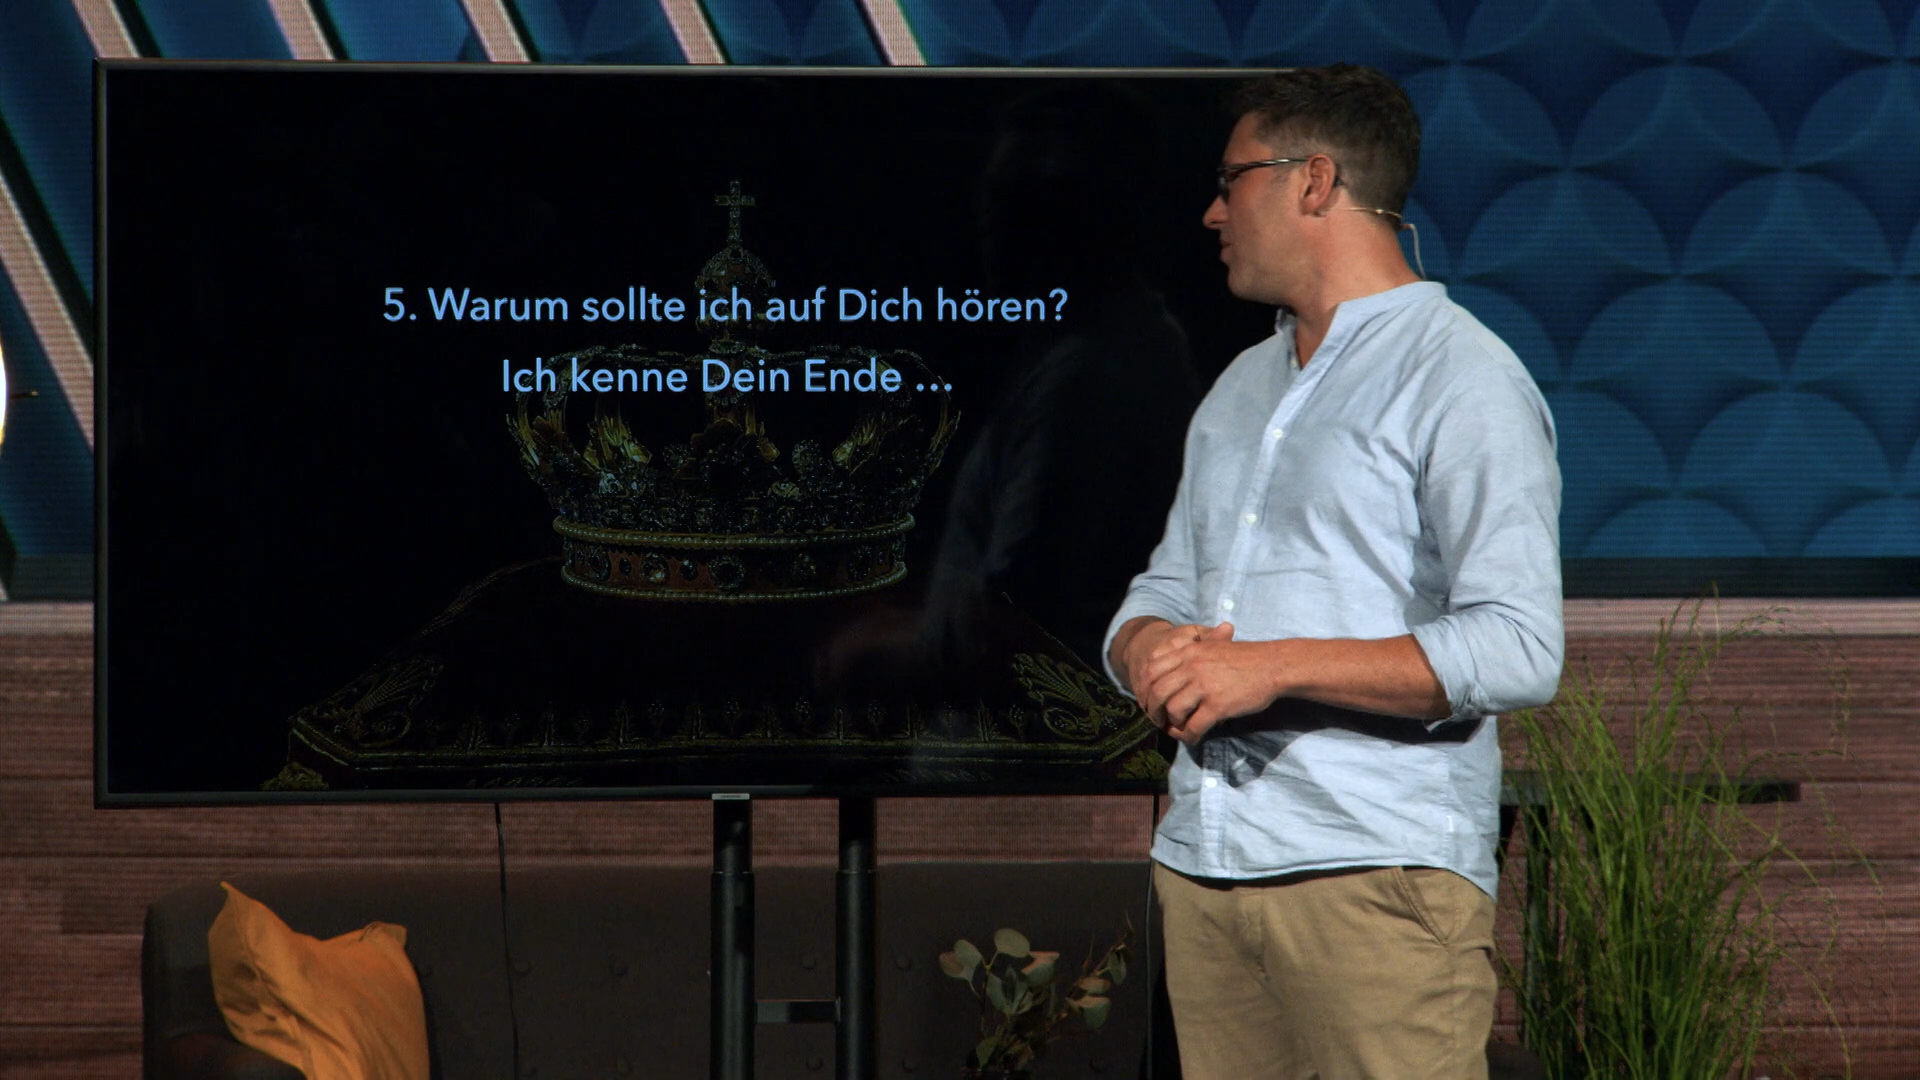 5. Warum sollte ich auf Dich hören?
Ich kenne Dein Ende ...